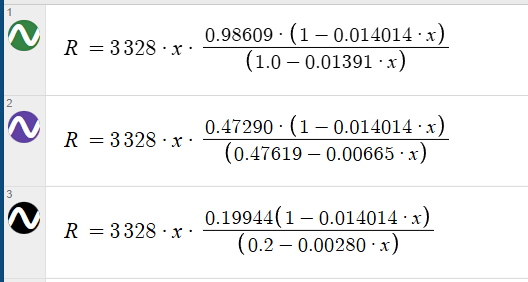 1
R = 3328 · x · 0.98609 · (1 − 0.014014 · x) / (1.0 − 0.01391 · x)
2
R = 3328 · x · 0.47290 · (1 − 0.014014 · x) / (0.47619 − 0.00665 · x)
3
R = 3328 · x · 0.19944(1 − 0.014014 · x) / (0.2 − 0.00280 · x)